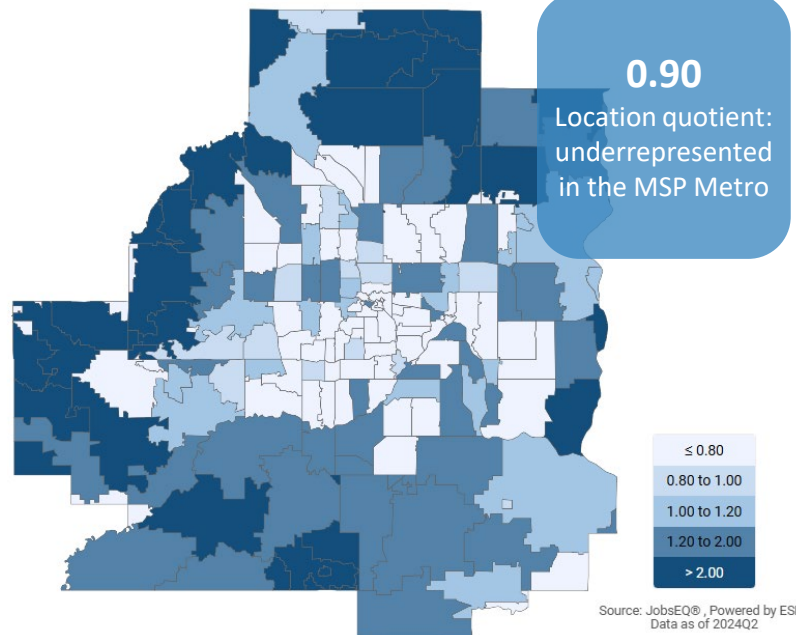 0.90
Location quotient:
underrepresented
in the MSP Metro
≤ 0.80
0.80 to 1.00
1.00 to 1.20
1.20 to 2.00
> 2.00
Source: JobsEQ® , Powered by ESR
Data as of 2024Q2